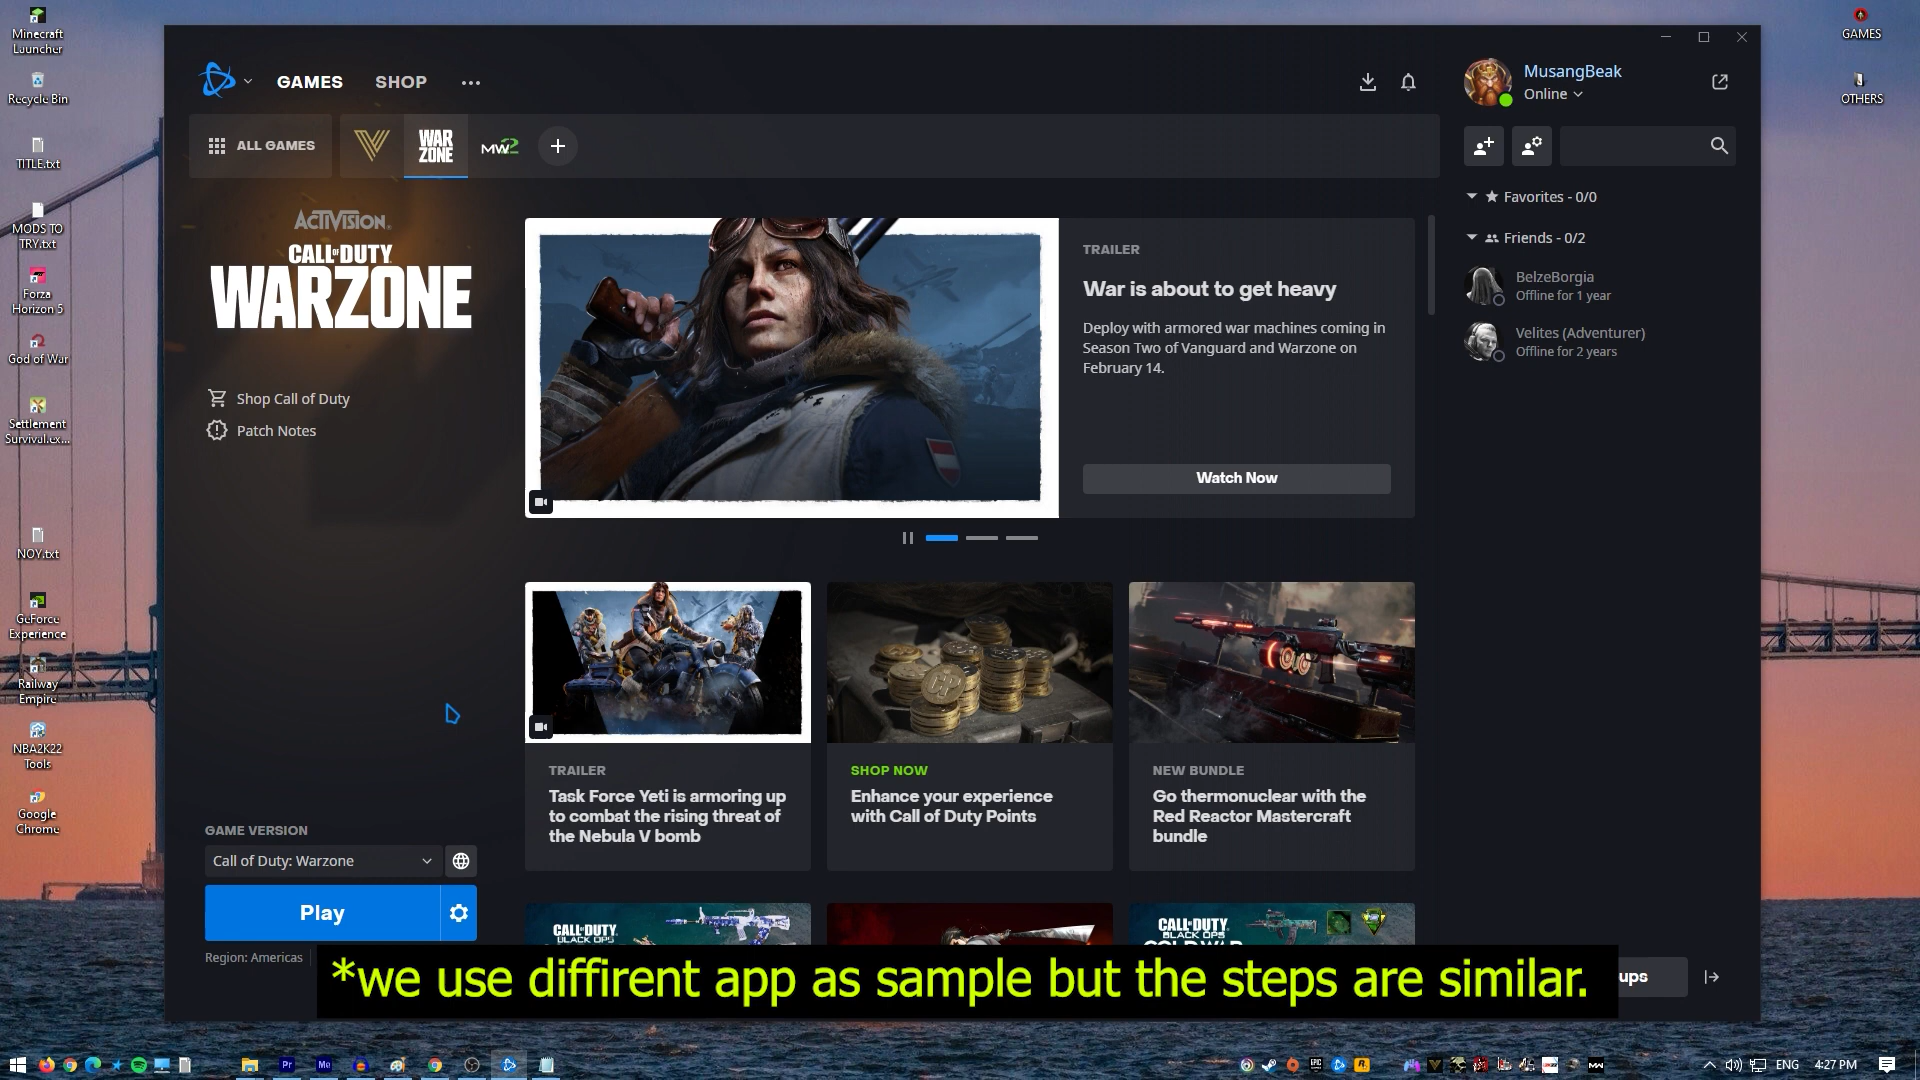 Minecraft
Launcher
Recycle Bin
TITLE.txt
MODS TO
TRY.txt
Forza
Horizon 5
God of War
Settlement
Survival.ex...
NOY.txt
GeForce
Experience
Railway
Empire
NBA2K22
Tools
Google
Chrome
GAMES
OTHERS
GAMES
SHOP
ALL GAMES
WAR
ZONE
MW2
MusangBeak
Online
Favorites - 0/0
Friends - 0/2
BelzeBorgia
Offline for 1 year
Velites (Adventurer)
Offline for 2 years
ACTIVISION.
CALL OF DUTY
WARZONE
Shop Call of Duty
Patch Notes
TRAILER
War is about to get heavy
Deploy with armored war machines coming in
Season Two of Vanguard and Warzone on
February 14.
Watch Now
TRAILER
Task Force Yeti is armoring up
to combat the rising threat of
the Nebula V bomb
SHOP NOW
Enhance your experience
with Call of Duty Points
NEW BUNDLE
Go thermonuclear with the
Red Reactor Mastercraft
bundle
GAME VERSION
Call of Duty: Warzone
Play
Region: Americas
CALL OF DUTY
BLACK OPS
CALL OF DUTY
BLACK OPS
COLD WAR
*we use diffirent app as sample but the steps are similar.
ups
Pr
Me
EPIC
MW
ENG
4:27 PM